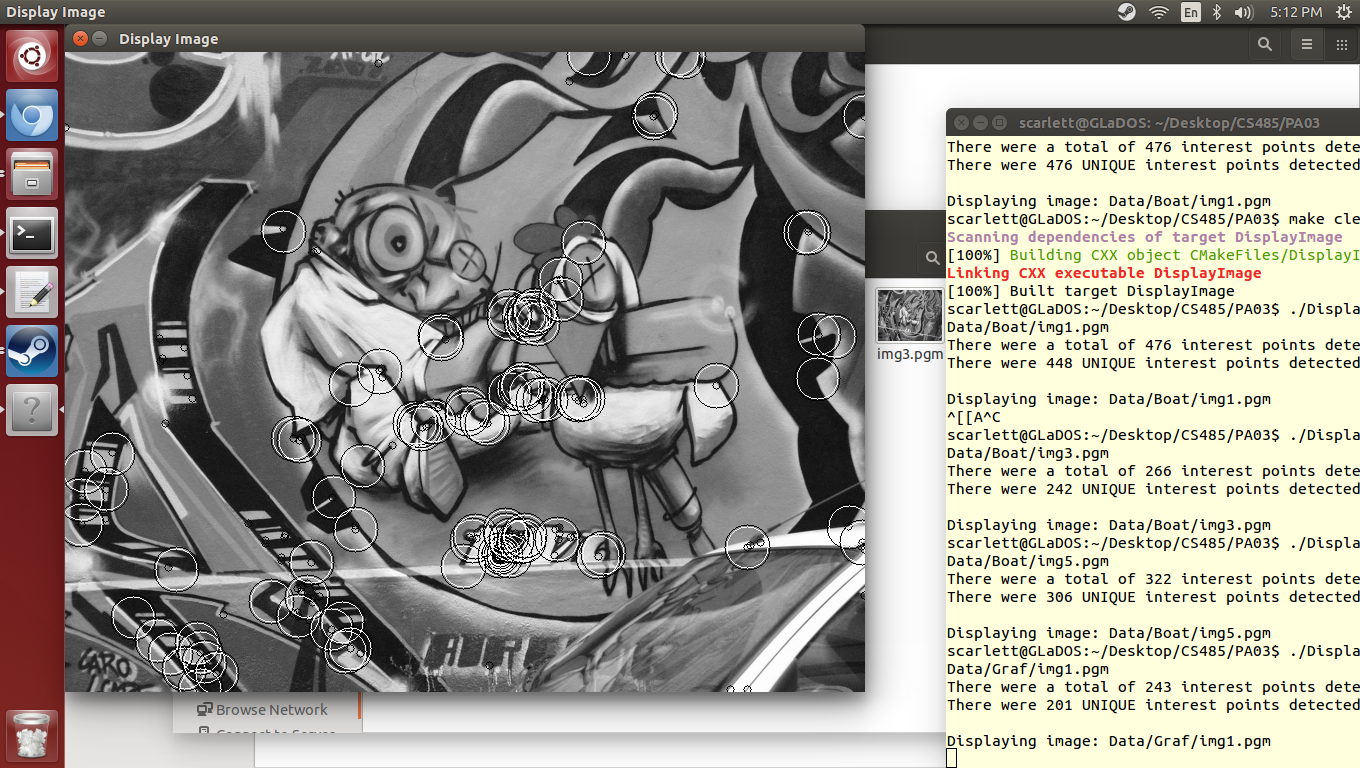 Display Image
En
5:12 PM
Display Image
scarlett@GLaDOS: ~/Desktop/CS485/PA03
There were a total of 476 interest points dete
There were 476 UNIQUE interest points detected
Displaying image: Data/Boat/img1.pgm
scarlett@GLaDOS:~/Desktop/CS485/PA03$ make cle
Scanning dependencies of target DisplayImage
[100%] Building CXX object CMakeFiles/DisplayI
Linking CXX executable DisplayImage
[100%] Built target DisplayImage
scarlett@GLaDOS:~/Desktop/CS485/PA03$ ./Displa
Data/Boat/img1.pgm
There were a total of 476 interest points dete
There were 448 UNIQUE interest points detected
Displaying image: Data/Boat/img1.pgm
^[[A^C
scarlett@GLaDOS:~/Desktop/CS485/PA03$ ./Displa
Data/Boat/img3.pgm
There were a total of 266 interest points dete
There were 242 UNIQUE interest points detected
Displaying image: Data/Boat/img3.pgm
scarlett@GLaDOS:~/Desktop/CS485/PA03$ ./Displa
Data/Boat/img5.pgm
There were a total of 322 interest points dete
There were 306 UNIQUE interest points detected
Displaying image: Data/Boat/img5.pgm
scarlett@GLaDOS:~/Desktop/CS485/PA03$ ./Displa
Data/Graf/img1.pgm
There were a total of 243 interest points dete
There were 201 UNIQUE interest points detected
Displaying image: Data/Graf/img1.pgm
img3.pgm
Browse Network
Connect to Server